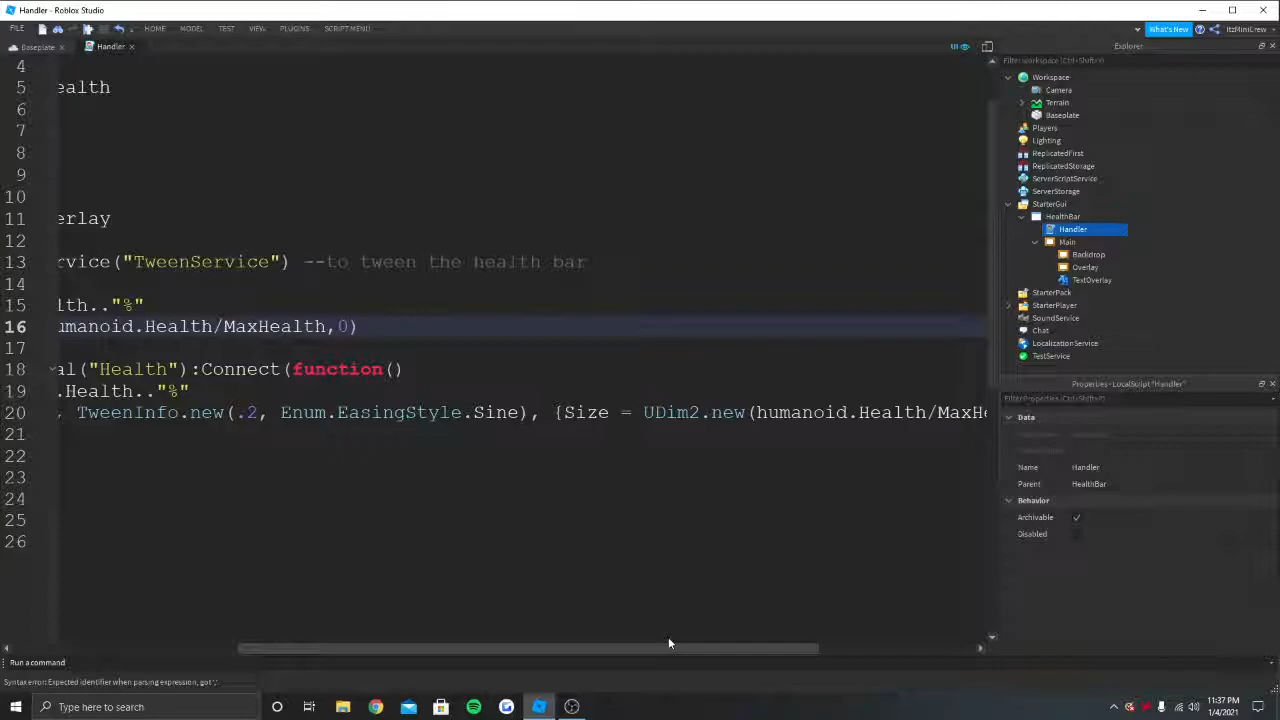 Handler - Roblox Studio
FILE HOME MODEL TEST VIEW PLUGINS SCRIPT MENU What's New ItzMiniCrew
Baseplate Handler UI Explorer
Filter workspace (Ctrl+Shift+X)
4
5 ealth
6
7
8
9
10
11 erlay
12
13 rvice("TweenService") --to tween the health bar
14
15 lth.."%"
16 umanoid.Health/MaxHealth,0)
17
18 al("Health"):Connect(function()
19 .Health.."%"
20 , TweenInfo.new(.2, Enum.EasingStyle.Sine), {Size = UDim2.new(humanoid.Health/MaxHe
21
22
23
24
25
26
Workspace
Camera
Terrain
Baseplate
Players
Lighting
ReplicatedFirst
ReplicatedStorage
ServerScriptService
ServerStorage
StarterGui
HealthBar
Handler
Main
Backdrop
Overlay
TextOverlay
StarterPack
StarterPlayer
SoundService
Chat
LocalizationService
TestService
Properties - LocalScript "Handler"
Filter Properties (Ctrl+Shift+P)
Data
Name Handler
Parent HealthBar
Behavior
Archivable
Disabled
Run a command
Syntax error: Expected identifier when parsing expression, got
Type here to search
11:37 PM
1/4/2021